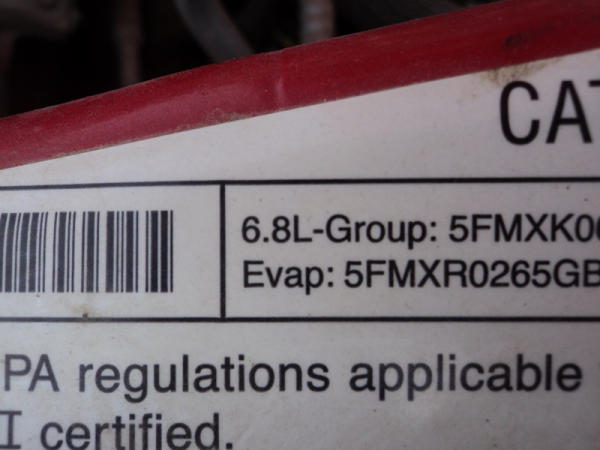 CAT
6.8L-Group: 5FMXK0
Evap: 5FMXR0265GB
PA regulations applicable
I certified.